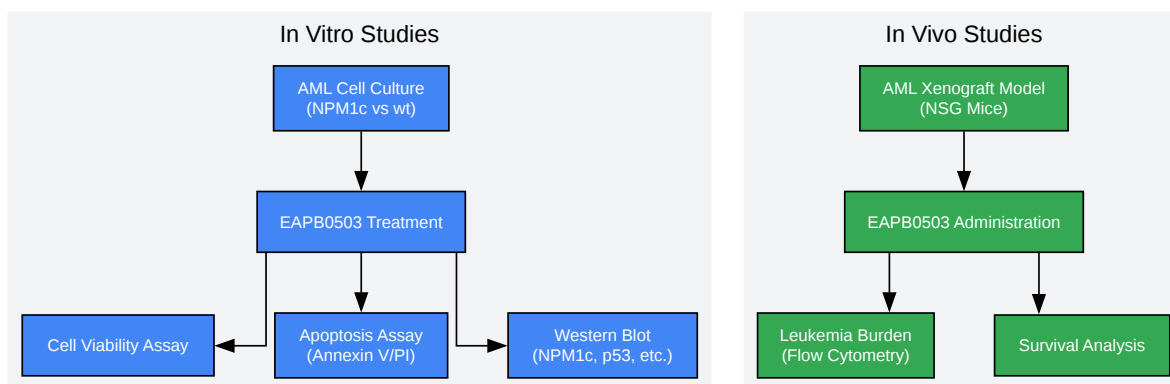 In Vitro Studies
AML Cell Culture
(NPM1c vs wt)
EAPB0503 Treatment
Cell Viability Assay
Apoptosis Assay
(Annexin V/PI)
Western Blot
(NPM1c, p53, etc.)
In Vivo Studies
AML Xenograft Model
(NSG Mice)
EAPB0503 Administration
Leukemia Burden
(Flow Cytometry)
Survival Analysis